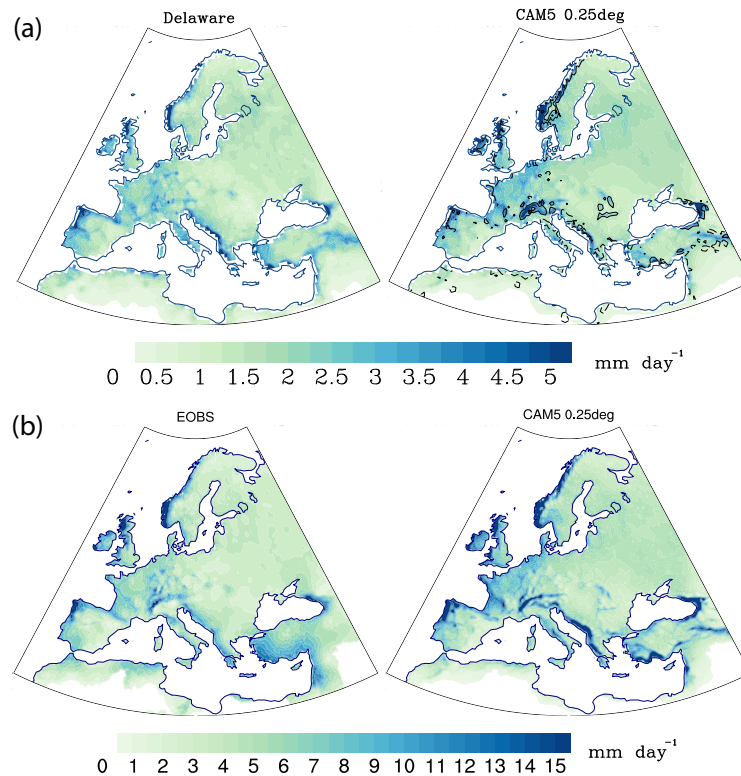 (a)
Delaware
CAM5 0.25deg
0 0.5 1 1.5 2 2.5 3 3.5 4 4.5 5 mm day⁻¹
(b)
EOBS
CAM5 0.25deg
0 1 2 3 4 5 6 7 8 9 10 11 12 13 14 15 mm day⁻¹